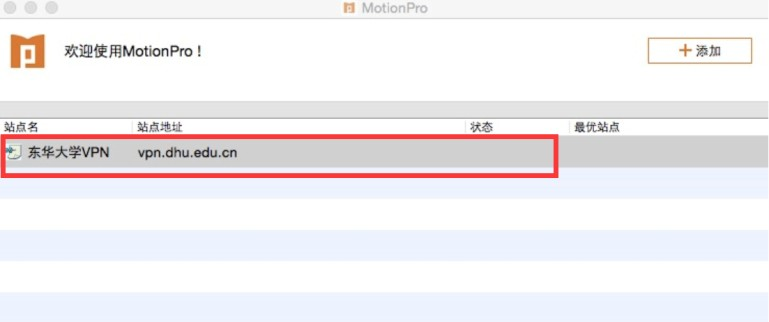 MotionPro
欢迎使用MotionPro！
添加
站点名 站点地址 状态 最优站点
东华大学VPN vpn.dhu.edu.cn